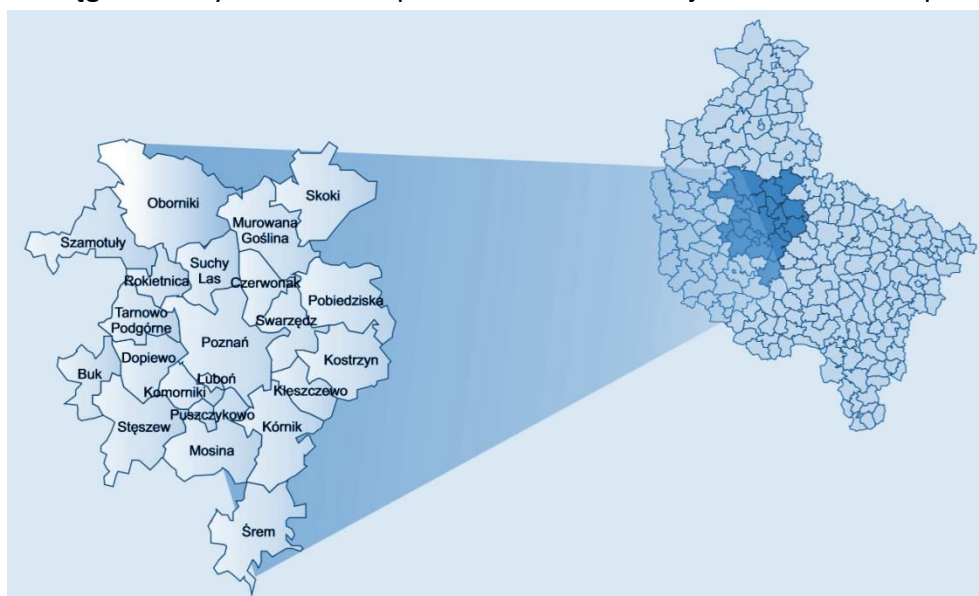 Oborniki
Skoki
Murowana
Goślina
Szamotuły
Suchy
Las
Rokietnica
Czerwonak
Pobiedziska
Tarnowo
Podgórne
Swarzędz
Poznań
Dopiewo
Kostrzyn
Buk
Luboń
Komorniki
Kleszczewo
Puszczykowo
Stęszew
Kórnik
Mosina
Śrem